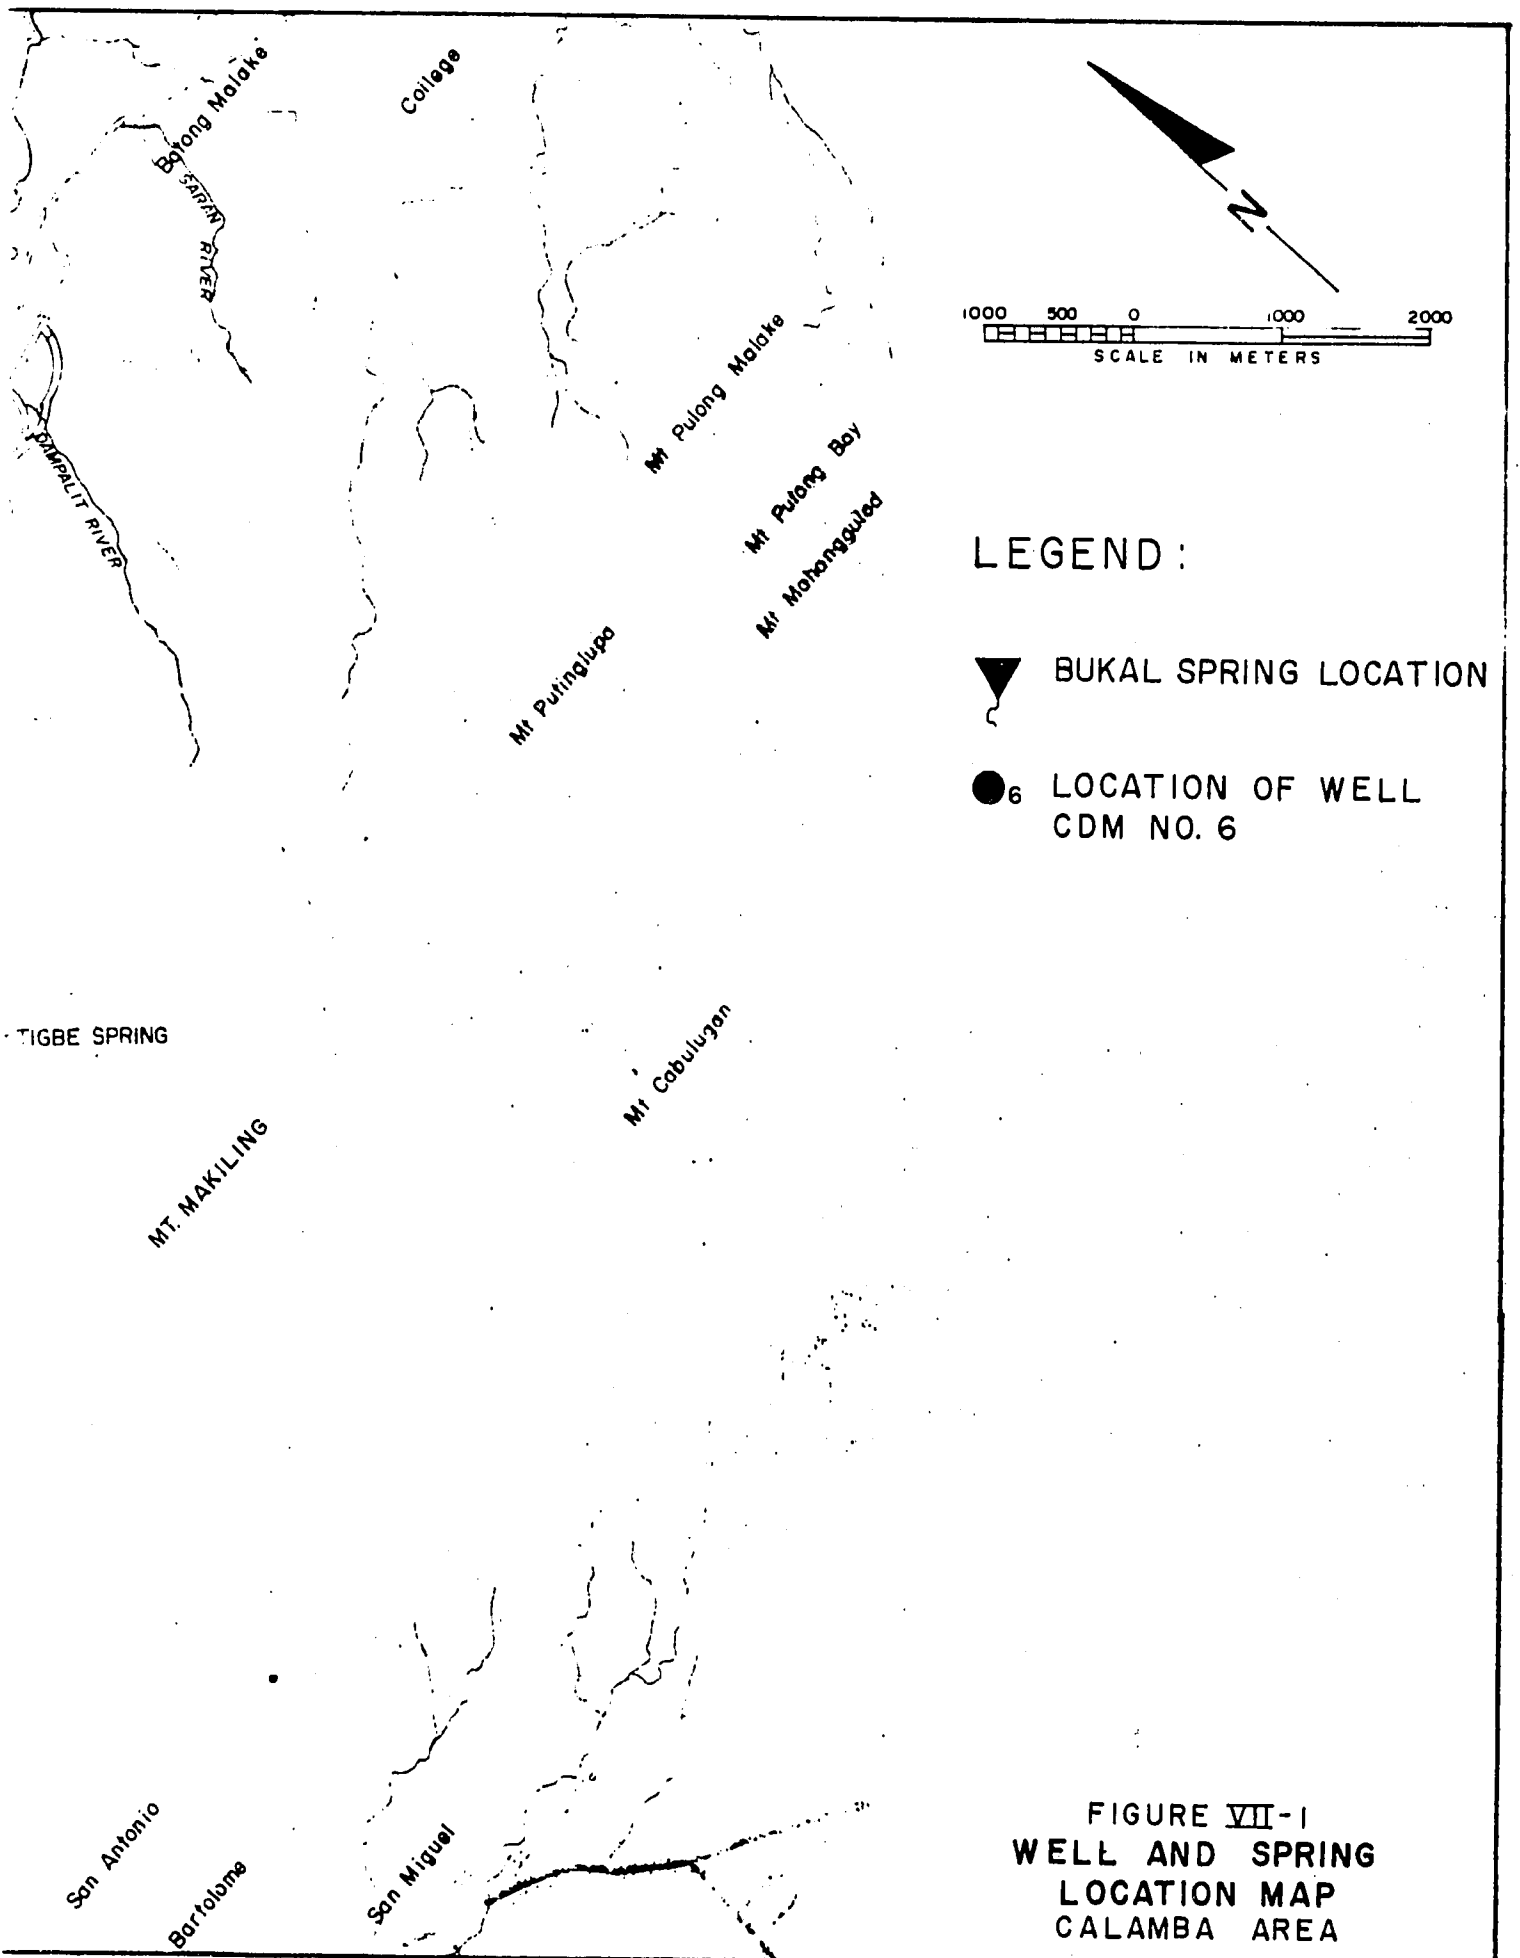 Batong Malake
College
SARAN RIVER
N
1000 500 0 1000 2000
SCALE IN METERS
Mt Pulong Malake
Mt Pulong Bay
Mt Mahanggulad
DAMPALIT RIVER
Mt Putinglupa
LEGEND :
BUKAL SPRING LOCATION
6 LOCATION OF WELL
CDM NO. 6
TIGBE SPRING
Mt Cabulugan
MT. MAKILING
San Antonio
Bartolome
San Miguel
FIGURE VII-1
WELL AND SPRING
LOCATION MAP
CALAMBA AREA